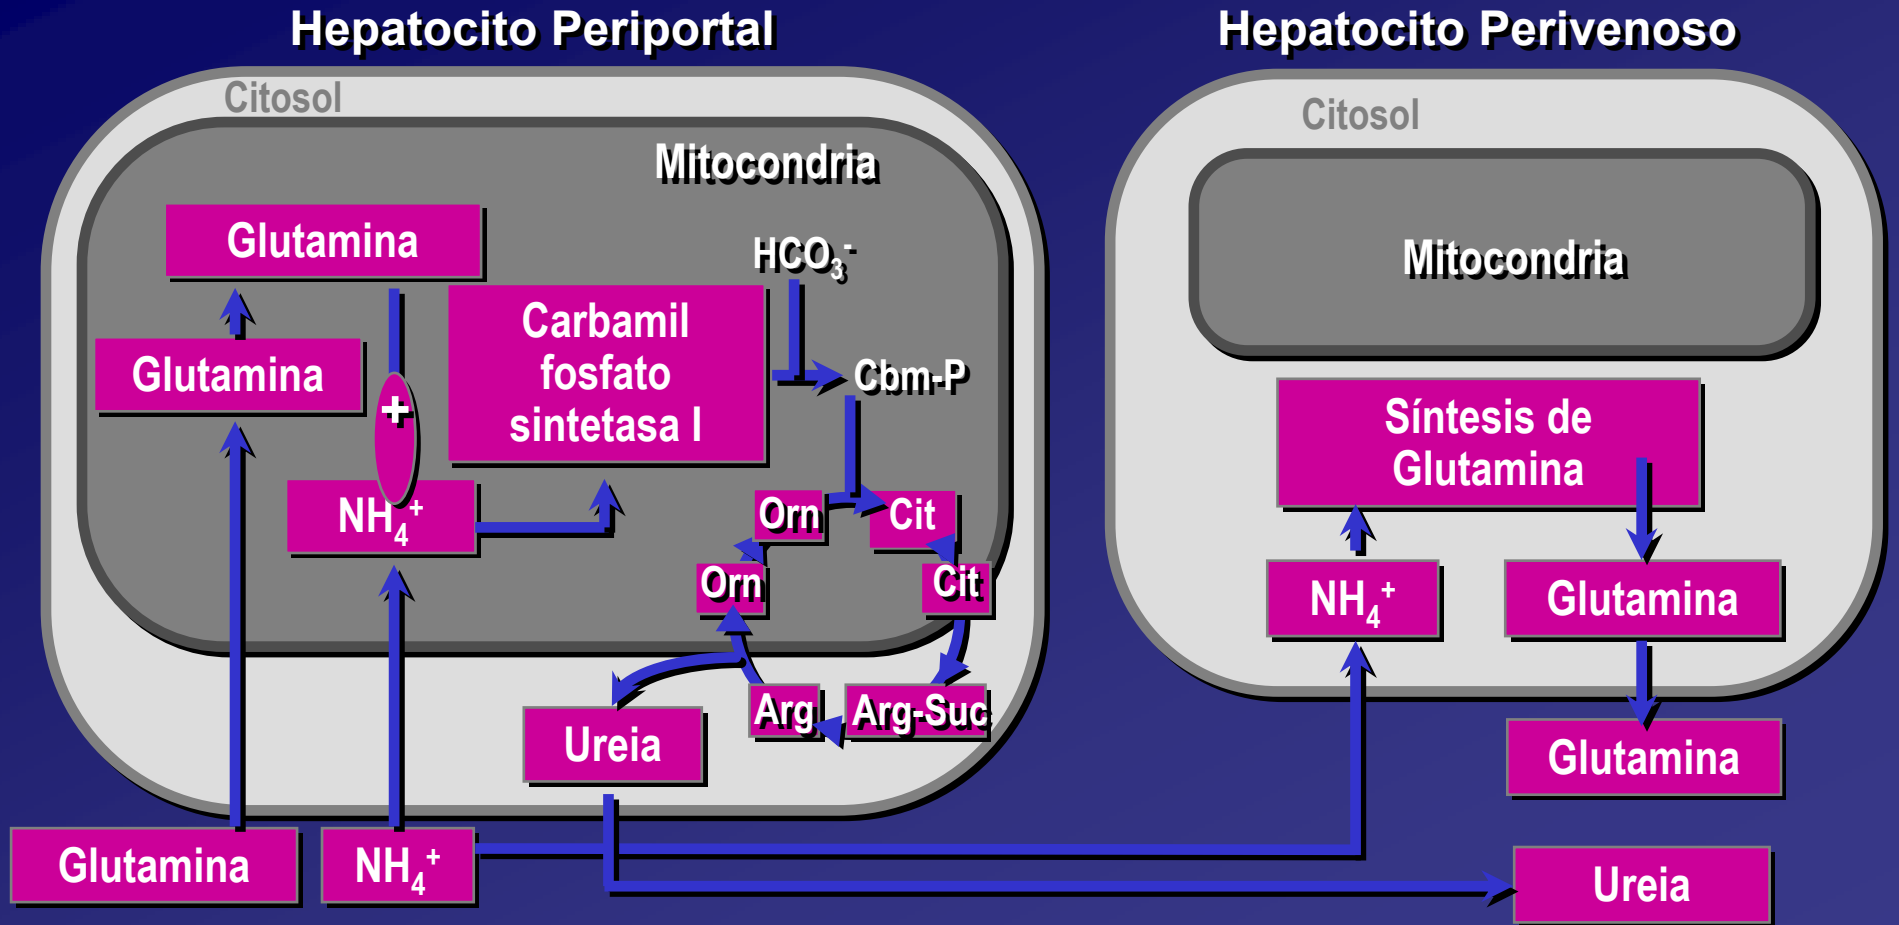 Hepatocito Periportal
Hepatocito Perivenoso
Citosol
Mitocondria
Glutamina
HCO₃⁻
Carbamil
fosfato
sintetasa I
Glutamina
Cbm-P
+
NH₄⁺
Orn
Cit
Orn
Cit
Arg
Arg-Suc
Ureia
Glutamina
NH₄⁺
Citosol
Mitocondria
Síntesis de
Glutamina
NH₄⁺
Glutamina
Glutamina
Ureia